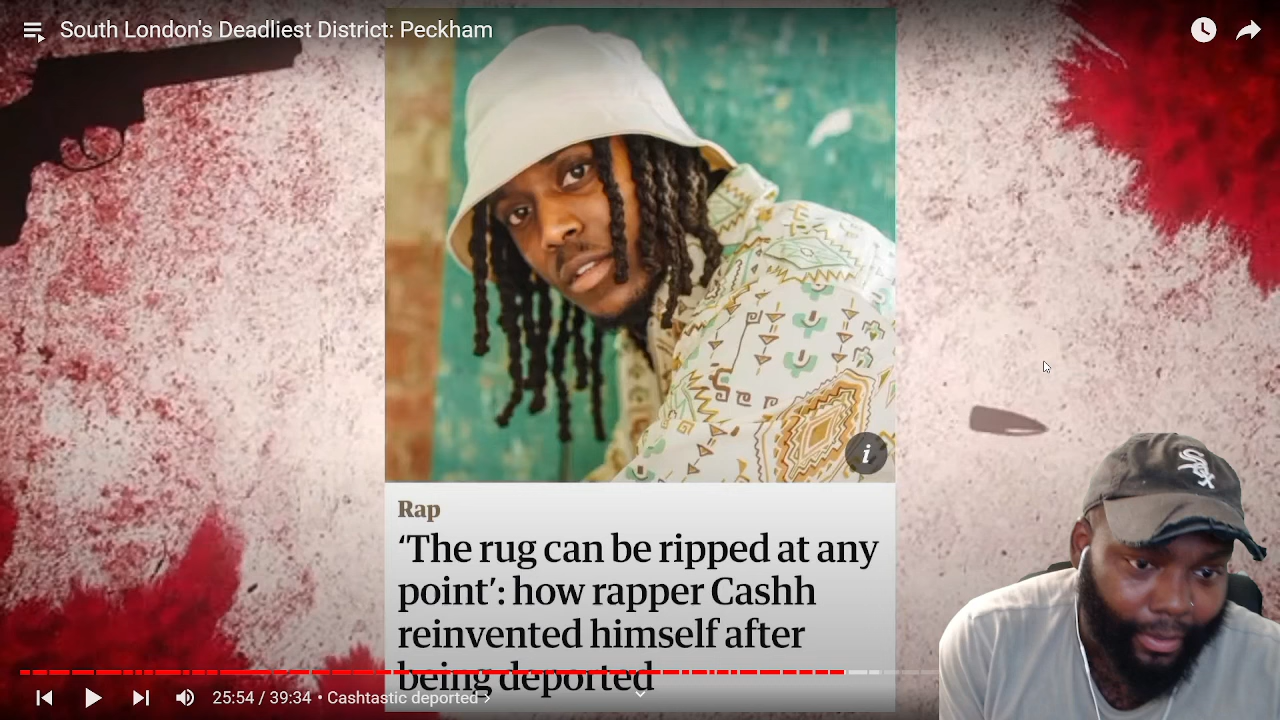 South London's Deadliest District: Peckham
i
Rap
‘The rug can be ripped at any
point’: how rapper Cashh
reinvented himself after
being deported
25:54 / 39:34 • Cashtastic deported >
Sox